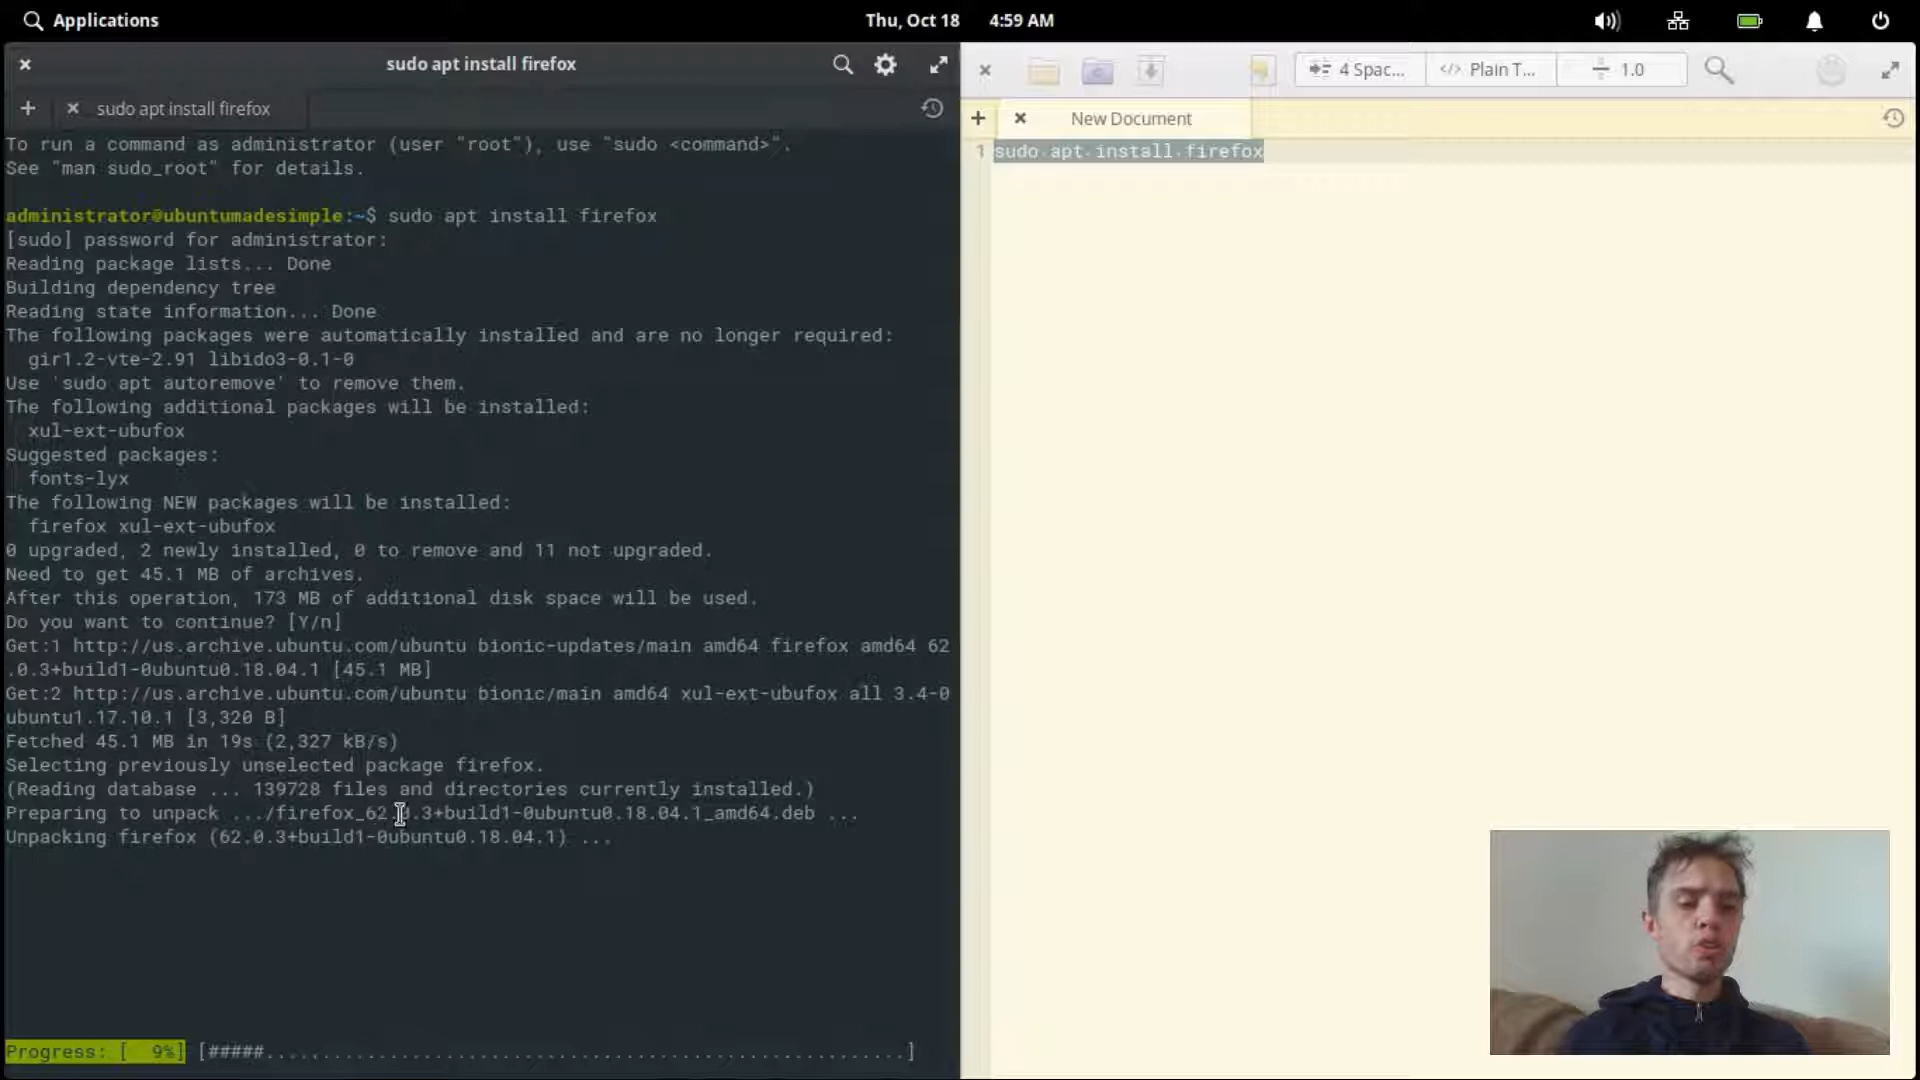 Applications
Thu, Oct 18 4:59 AM
sudo apt install firefox
sudo apt install firefox
To run a command as administrator (user "root"), use "sudo <command>".
See "man sudo_root" for details.
administrator@ubuntumadesimple:~$ sudo apt install firefox
[sudo] password for administrator:
Reading package lists... Done
Building dependency tree
Reading state information... Done
The following packages were automatically installed and are no longer required:
gir1.2-vte-2.91 libido3-0.1-0
Use 'sudo apt autoremove' to remove them.
The following additional packages will be installed:
xul-ext-ubufox
Suggested packages:
fonts-lyx
The following NEW packages will be installed:
firefox xul-ext-ubufox
0 upgraded, 2 newly installed, 0 to remove and 11 not upgraded.
Need to get 45.1 MB of archives.
After this operation, 173 MB of additional disk space will be used.
Do you want to continue? [Y/n]
Get:1 http://us.archive.ubuntu.com/ubuntu bionic-updates/main amd64 firefox amd64 62
.0.3+build1-0ubuntu0.18.04.1 [45.1 MB]
Get:2 http://us.archive.ubuntu.com/ubuntu bionic/main amd64 xul-ext-ubufox all 3.4-0
ubuntu1.17.10.1 [3,320 B]
Fetched 45.1 MB in 19s (2,327 kB/s)
Selecting previously unselected package firefox.
(Reading database ... 139728 files and directories currently installed.)
Preparing to unpack .../firefox_62.0.3+build1-0ubuntu0.18.04.1_amd64.deb ...
Unpacking firefox (62.0.3+build1-0ubuntu0.18.04.1) ...
Progress: [  9%] [#####.........................................................]
4 Spac... </> Plain T... 1.0
New Document
1 sudo apt install firefox